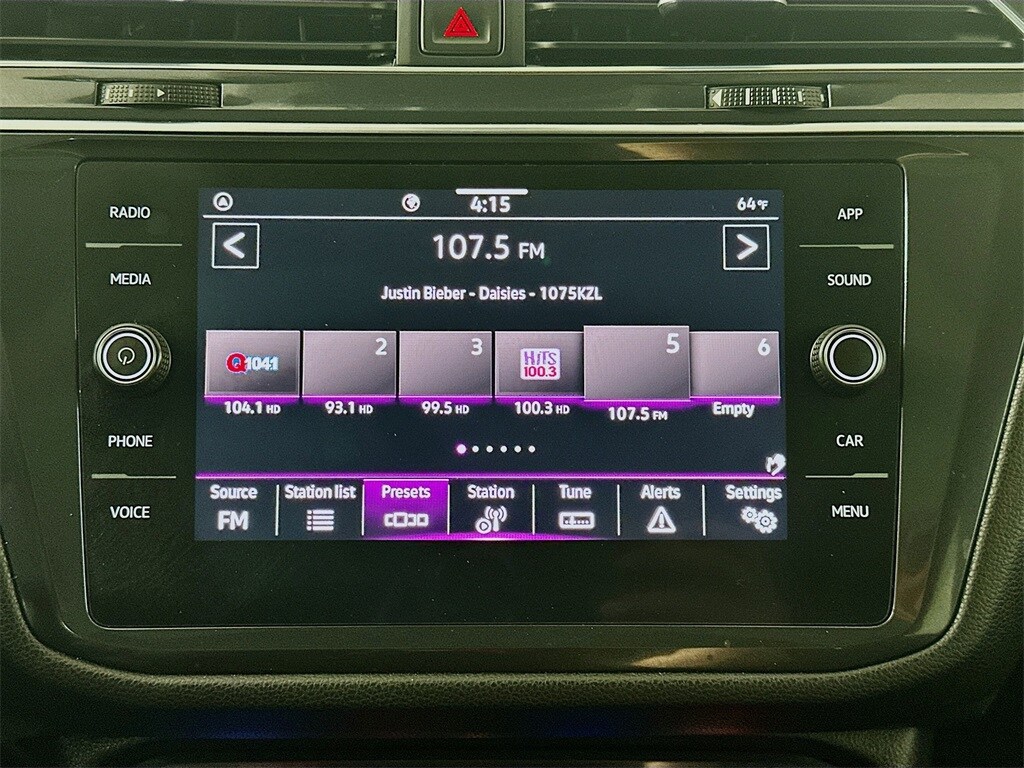 4:15
64°F
RADIO
APP
107.5 FM
MEDIA
SOUND
Justin Bieber - Daisies - 1075KZL
Q104.1
2
3
HiTS
100.3
5
6
104.1 HD
93.1 HD
99.5 HD
100.3 HD
107.5 FM
Empty
PHONE
CAR
Source
Station list
Presets
Station
Tune
Alerts
Settings
FM
VOICE
MENU